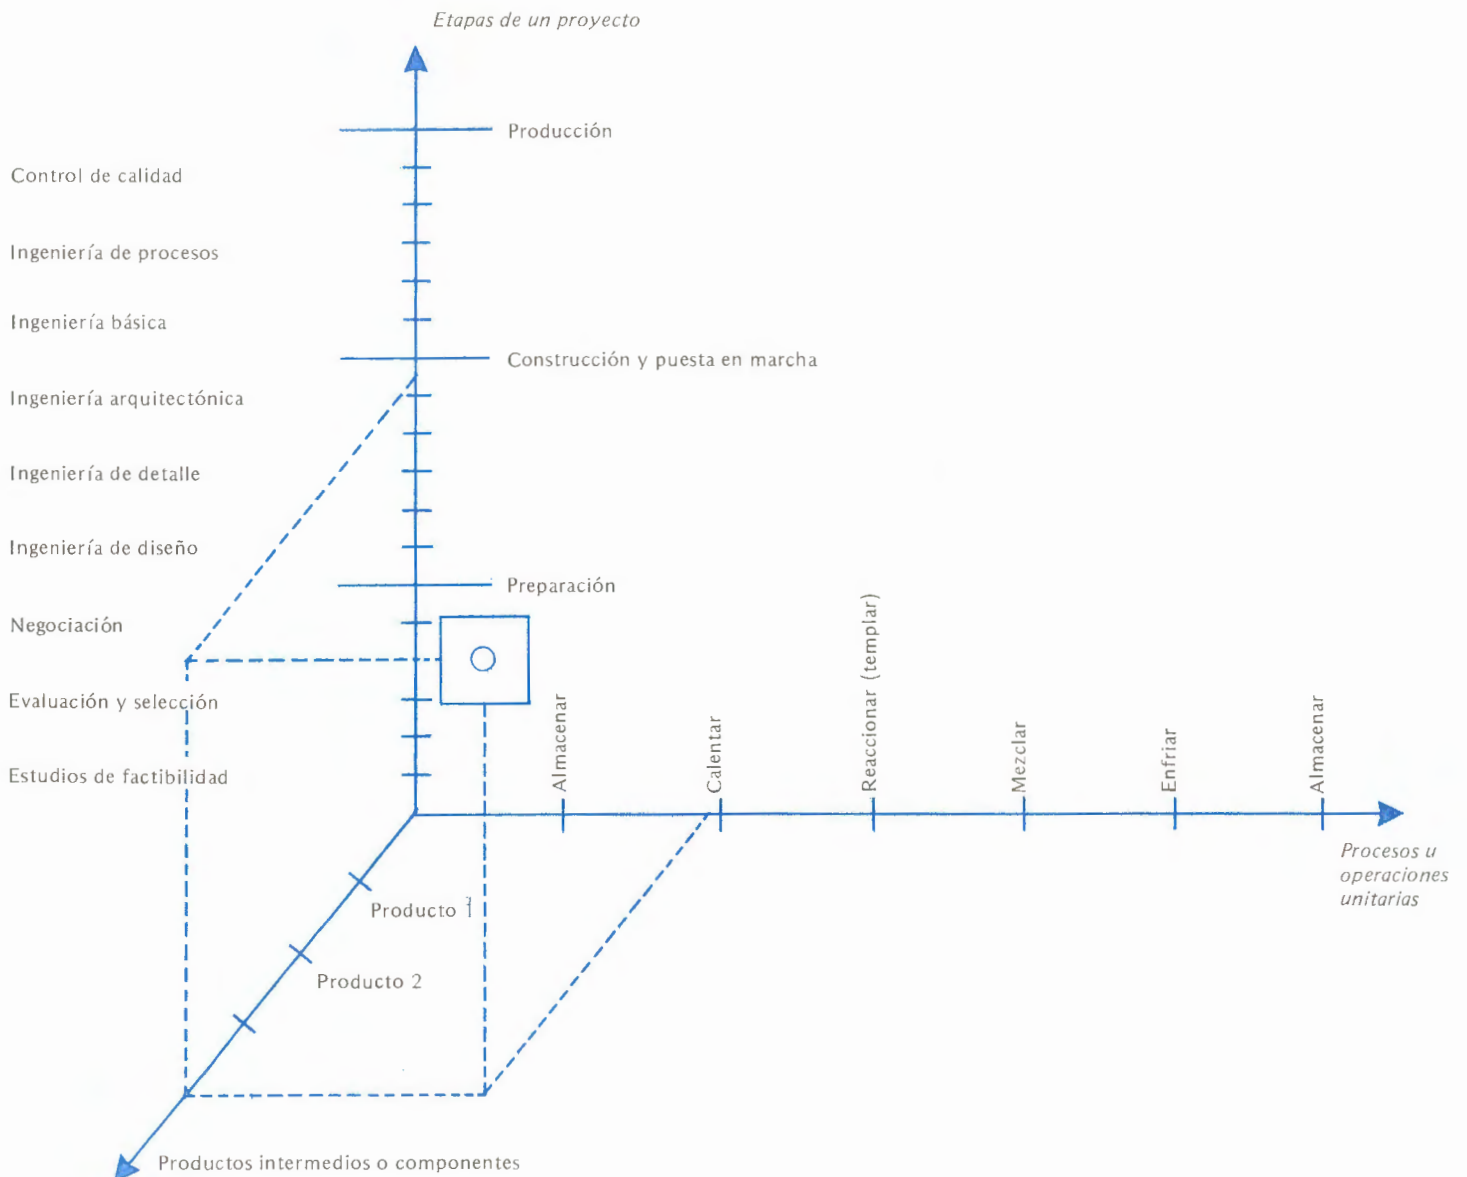 Etapas de un proyecto
Producción
Control de calidad
Ingeniería de procesos
Ingeniería básica
Construcción y puesta en marcha
Ingeniería arquitectónica
Ingeniería de detalle
Ingeniería de diseño
Preparación
Negociación
Evaluación y selección
Estudios de factibilidad
Almacenar
Calentar
Reaccionar (templar)
Mezclar
Enfriar
Almacenar
Procesos u
operaciones
unitarias
Producto 1
Producto 2
Productos intermedios o componentes